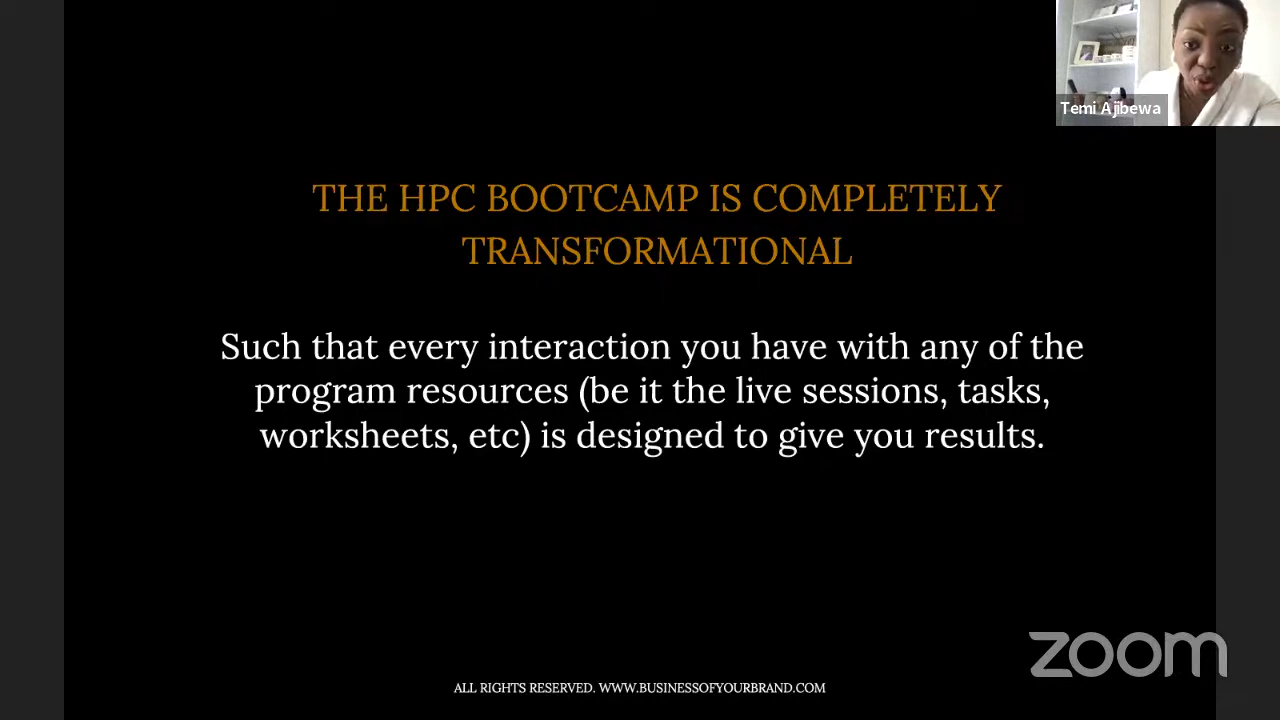 Temi Ajibewa
THE HPC BOOTCAMP IS COMPLETELY
TRANSFORMATIONAL
Such that every interaction you have with any of the
program resources (be it the live sessions, tasks,
worksheets, etc) is designed to give you results.
zoom
ALL RIGHTS RESERVED. WWW.BUSINESSOFYOURBRAND.COM